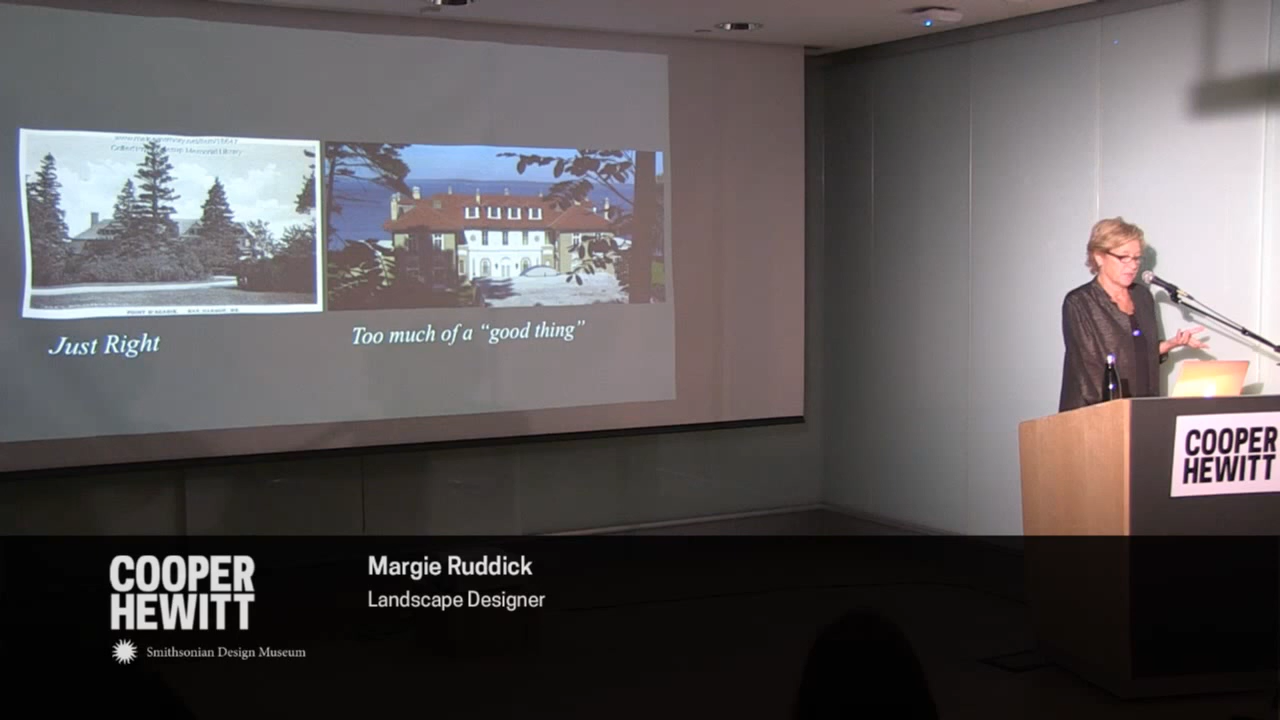 Just Right
Too much of a “good thing”
COOPER
HEWITT
COOPER
HEWITT
Smithsonian Design Museum
Margie Ruddick
Landscape Designer